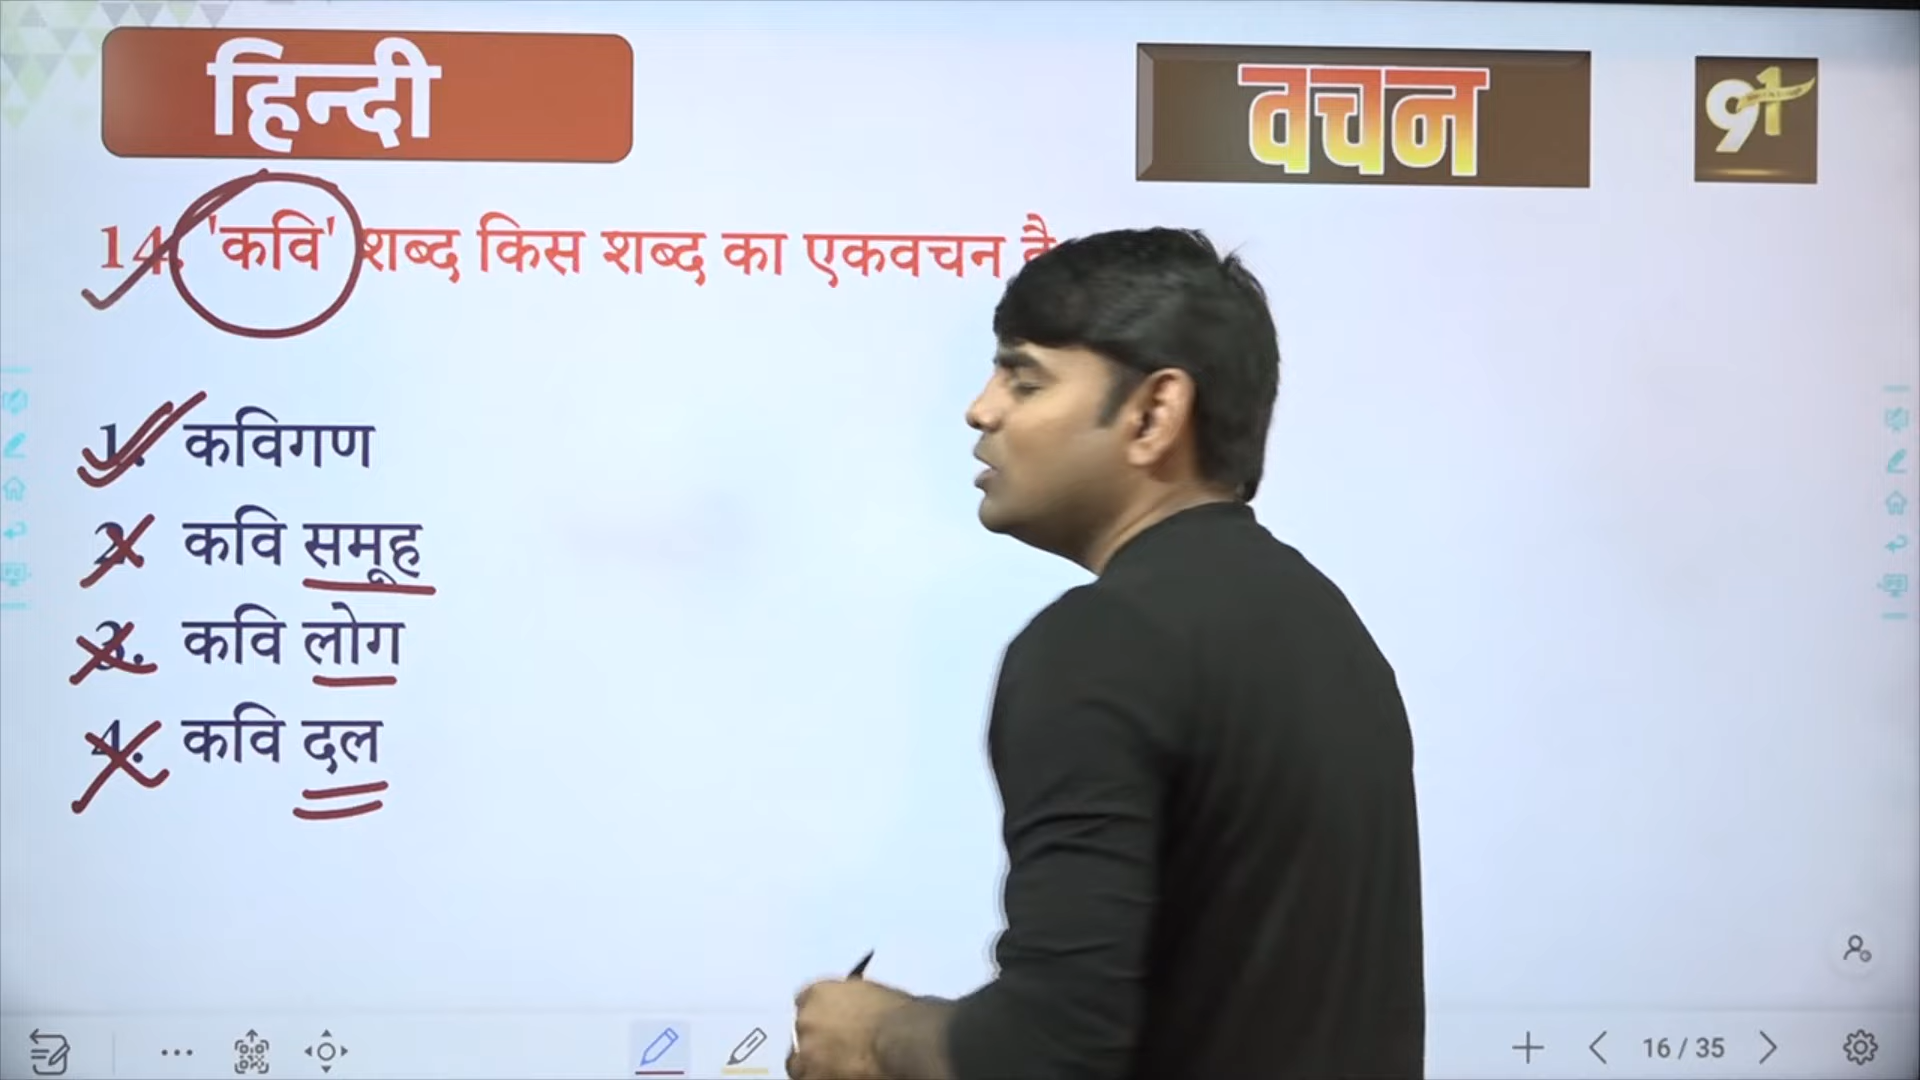 हिन्दी
वचन
91
14. 'कवि' शब्द किस शब्द का एकवचन है
1. कविगण
2. कवि समूह
3. कवि लोग
4. कवि दल
16 / 35